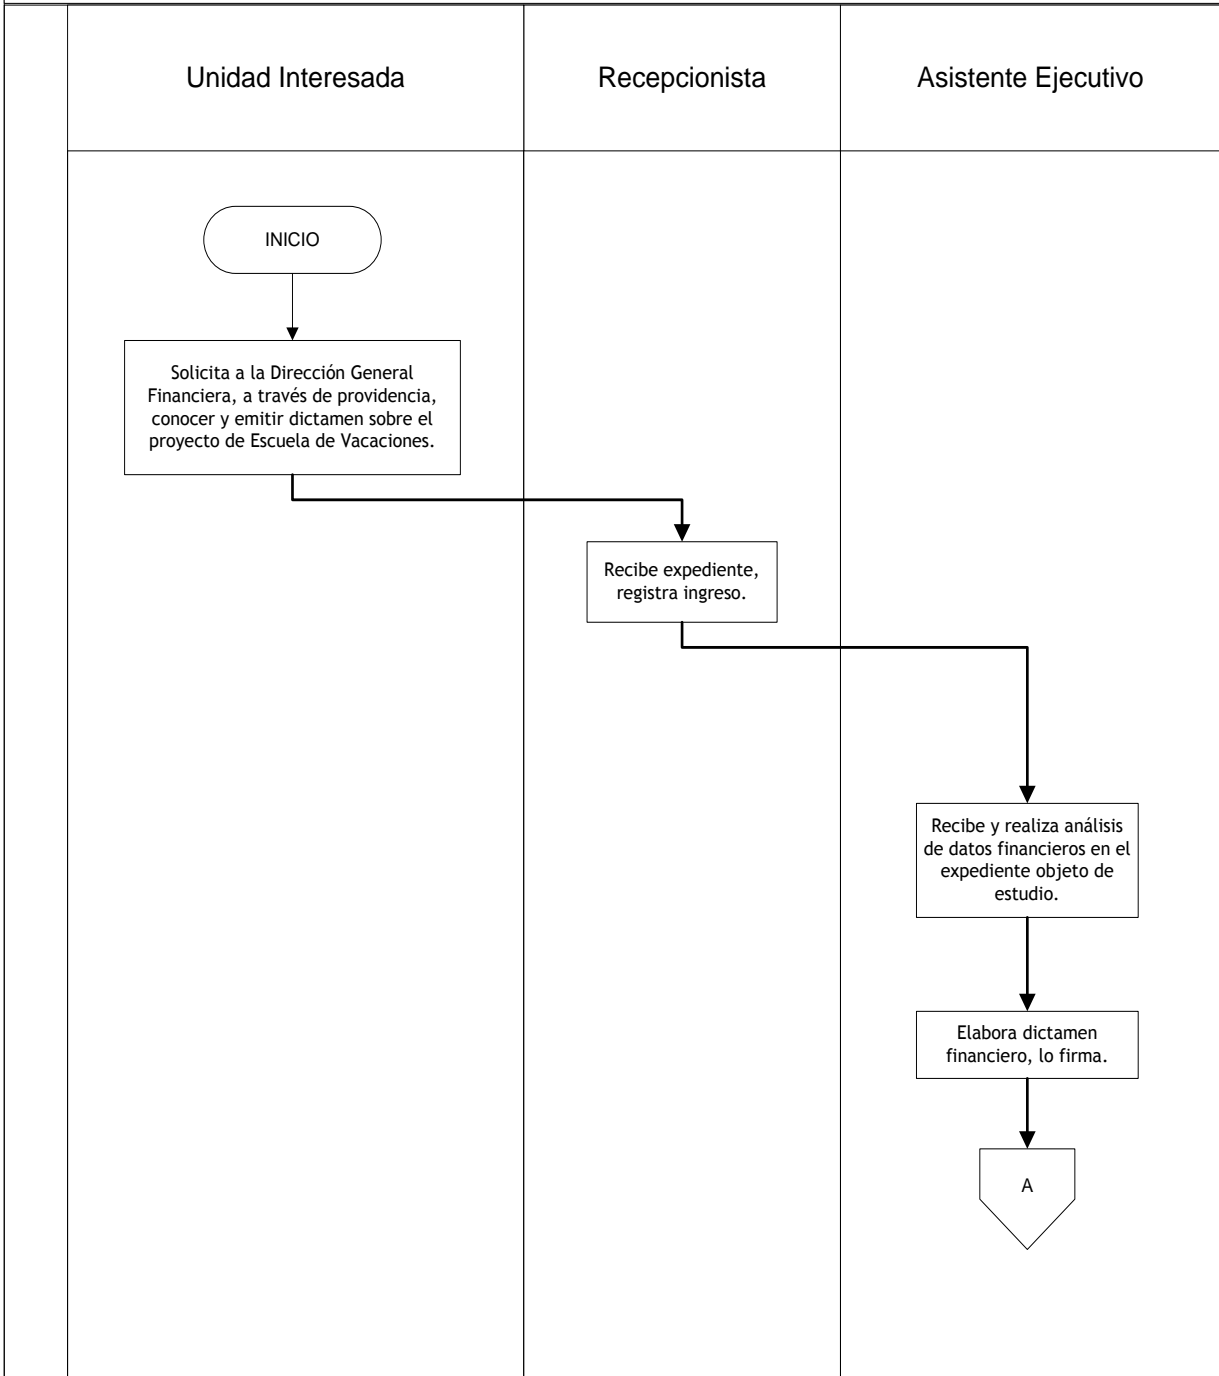 Unidad Interesada
Recepcionista
Asistente Ejecutivo
INICIO
Solicita a la Dirección General
Financiera, a través de providencia,
conocer y emitir dictamen sobre el
proyecto de Escuela de Vacaciones.
Recibe expediente,
registra ingreso.
Recibe y realiza análisis
de datos financieros en el
expediente objeto de
estudio.
Elabora dictamen
financiero, lo firma.
A